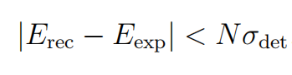 |E_rec − E_exp| < Nσ_det